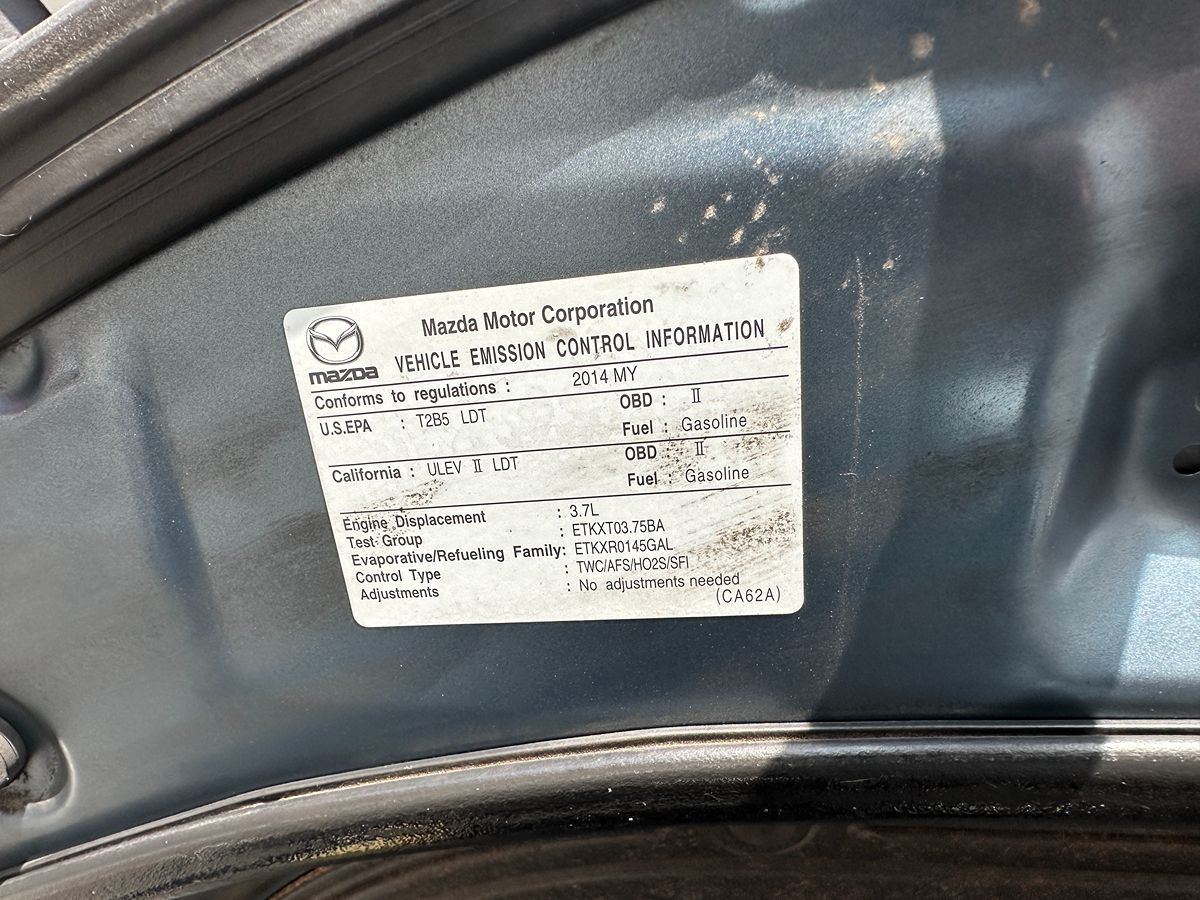 mazda
Mazda Motor Corporation
VEHICLE EMISSION CONTROL INFORMATION
Conforms to regulations : 2014 MY
U.S.EPA : T2B5 LDT OBD : Ⅱ
Fuel : Gasoline
California : ULEV Ⅱ LDT OBD : Ⅱ
Fuel : Gasoline
Engine Displacement : 3.7L
Test Group : ETKXT03.75BA
Evaporative/Refueling Family: ETKXR0145GAL
Control Type : TWC/AFS/HO2S/SFI
Adjustments : No adjustments needed
(CA62A)